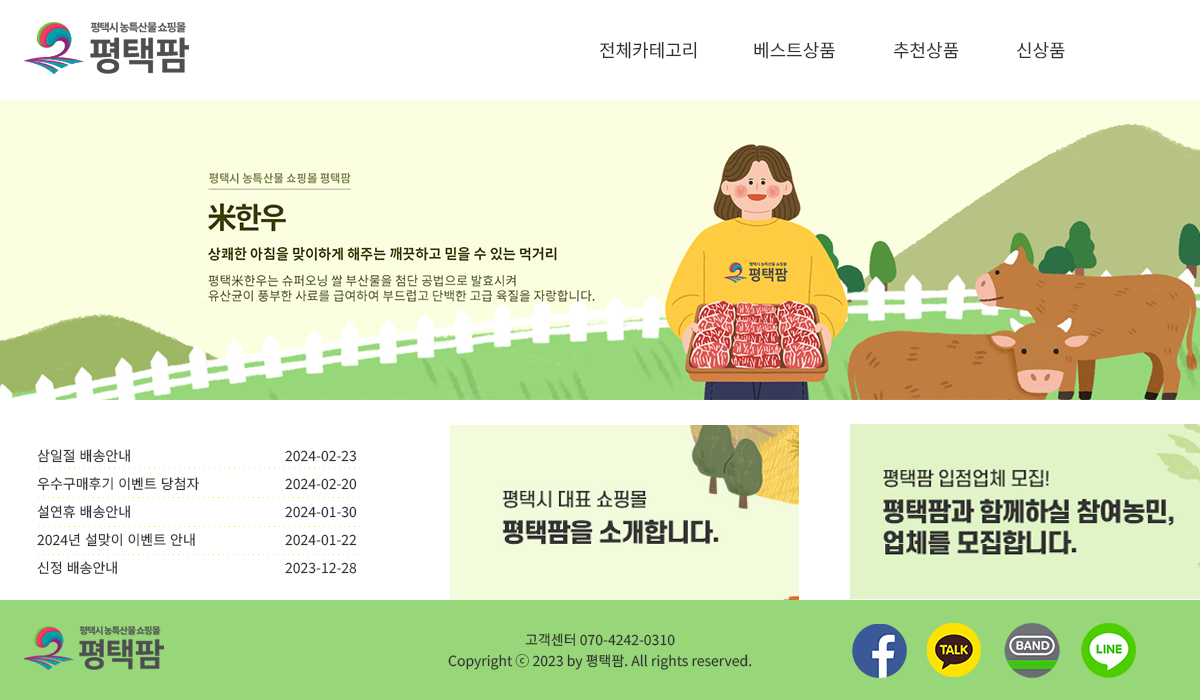 평택시 농특산물 쇼핑몰
평택팜
전체카테고리
베스트상품
추천상품
신상품
평택시 농특산물 쇼핑몰 평택팜
米한우
상쾌한 아침을 맞이하게 해주는 깨끗하고 믿을 수 있는 먹거리
평택米한우는 슈퍼오닝 쌀 부산물을 첨단 공법으로 발효시켜
유산균이 풍부한 사료를 급여하여 부드럽고 단백한 고급 육질을 자랑합니다.
평택시 농특산물 쇼핑몰
평택팜
삼일절 배송안내 2024-02-23
우수구매후기 이벤트 당첨자 2024-02-20
설연휴 배송안내 2024-01-30
2024년 설맞이 이벤트 안내 2024-01-22
신정 배송안내 2023-12-28
평택시 대표 쇼핑몰
평택팜을 소개합니다.
평택팜 입점업체 모집!
평택팜과 함께하실 참여농민,
업체를 모집합니다.
평택시 농특산물 쇼핑몰
평택팜
고객센터 070-4242-0310
Copyright ⓒ 2023 by 평택팜. All rights reserved.
TALK
BAND
LINE